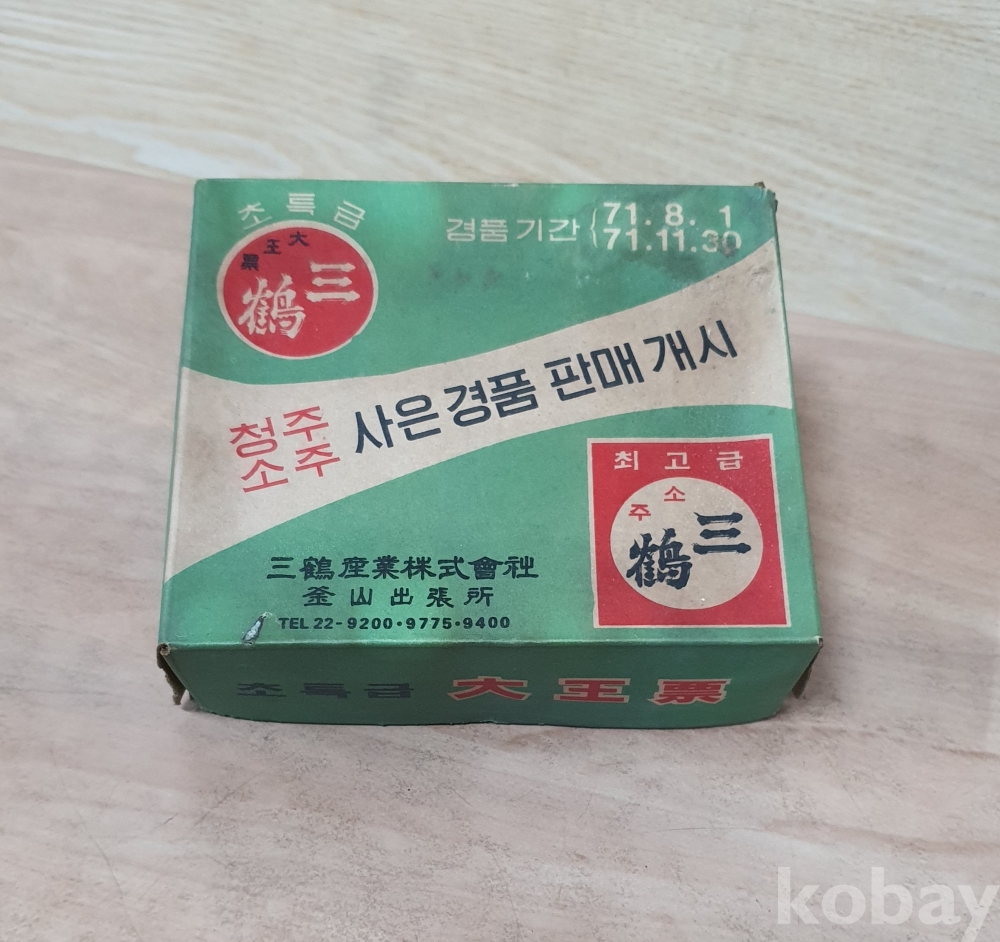 초특급
大王票
三鶴
경품기간 { 71. 8. 1
71.11.30
청주
소주
사은경품 판매개시
최고급
소주
三鶴
三鶴産業株式會社
釜山出張所
TEL 22-9200·9775·9400
초특급 大王票
kobay